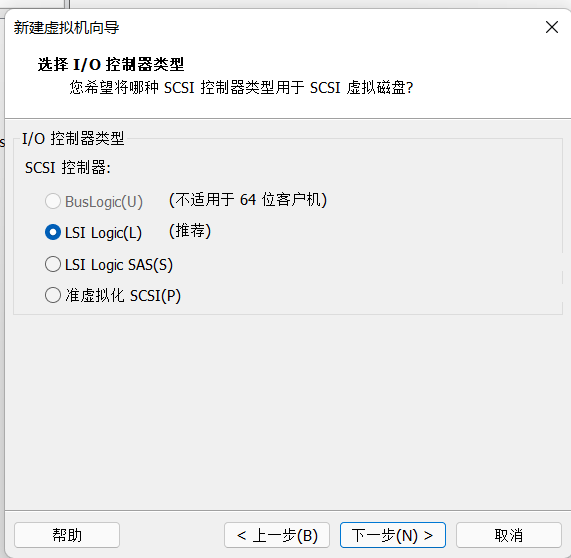 新建虚拟机向导
选择 I/O 控制器类型
您希望将哪种 SCSI 控制器类型用于 SCSI 虚拟磁盘?
s
I/O 控制器类型
SCSI 控制器:
BusLogic(U) (不适用于 64 位客户机)
LSI Logic(L) (推荐)
LSI Logic SAS(S)
准虚拟化 SCSI(P)
帮助 < 上一步(B) 下一步(N) > 取消